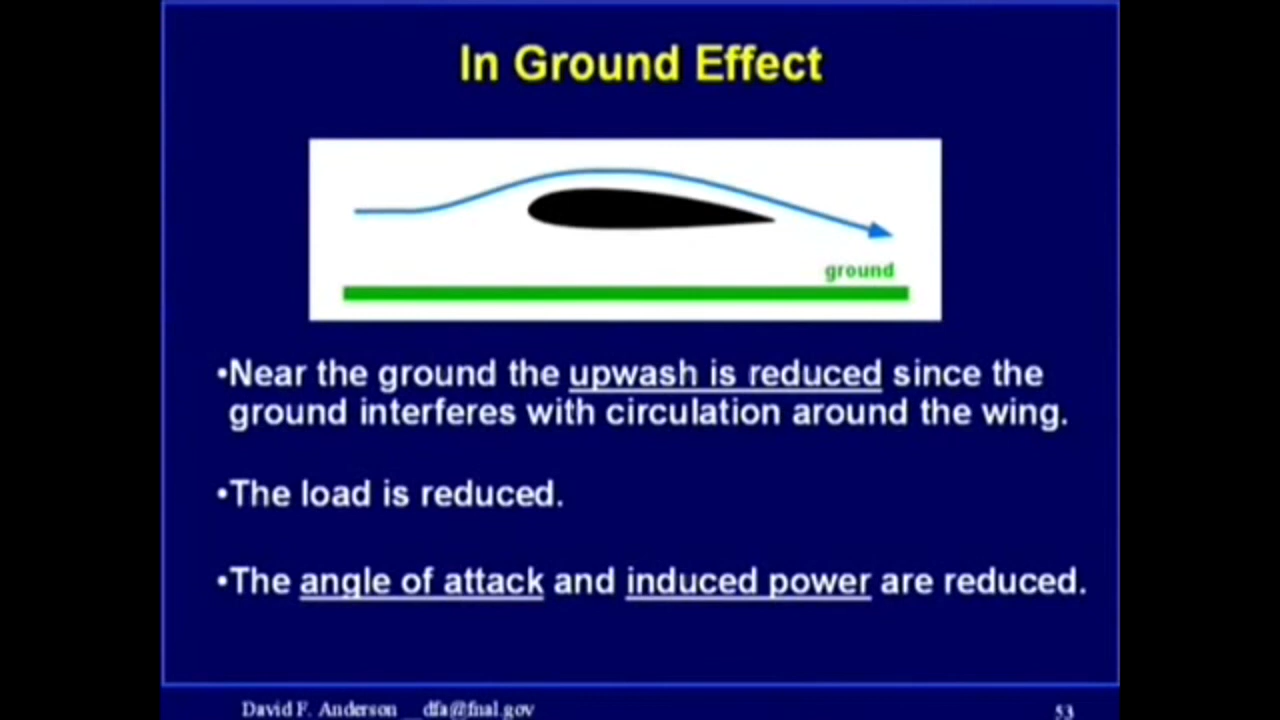 In Ground Effect
ground
•Near the ground the upwash is reduced since the
ground interferes with circulation around the wing.
•The load is reduced.
•The angle of attack and induced power are reduced.
David F. Anderson __dfa@fnal.gov
53